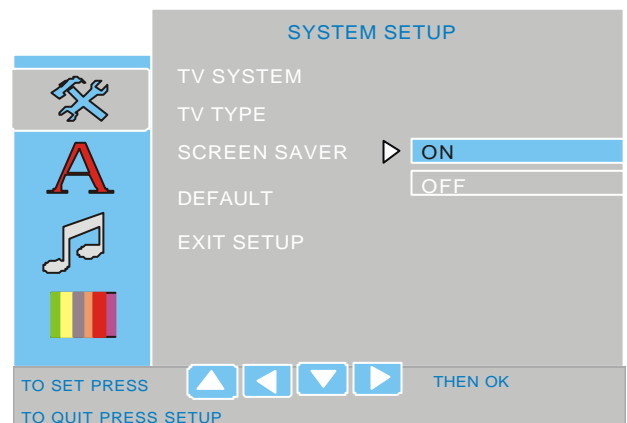 SYSTEM SETUP
TV SYSTEM
TV TYPE
SCREEN SAVER ON
OFF
DEFAULT
EXIT SETUP
A
TO SET PRESS THEN OK
TO QUIT PRESS SETUP